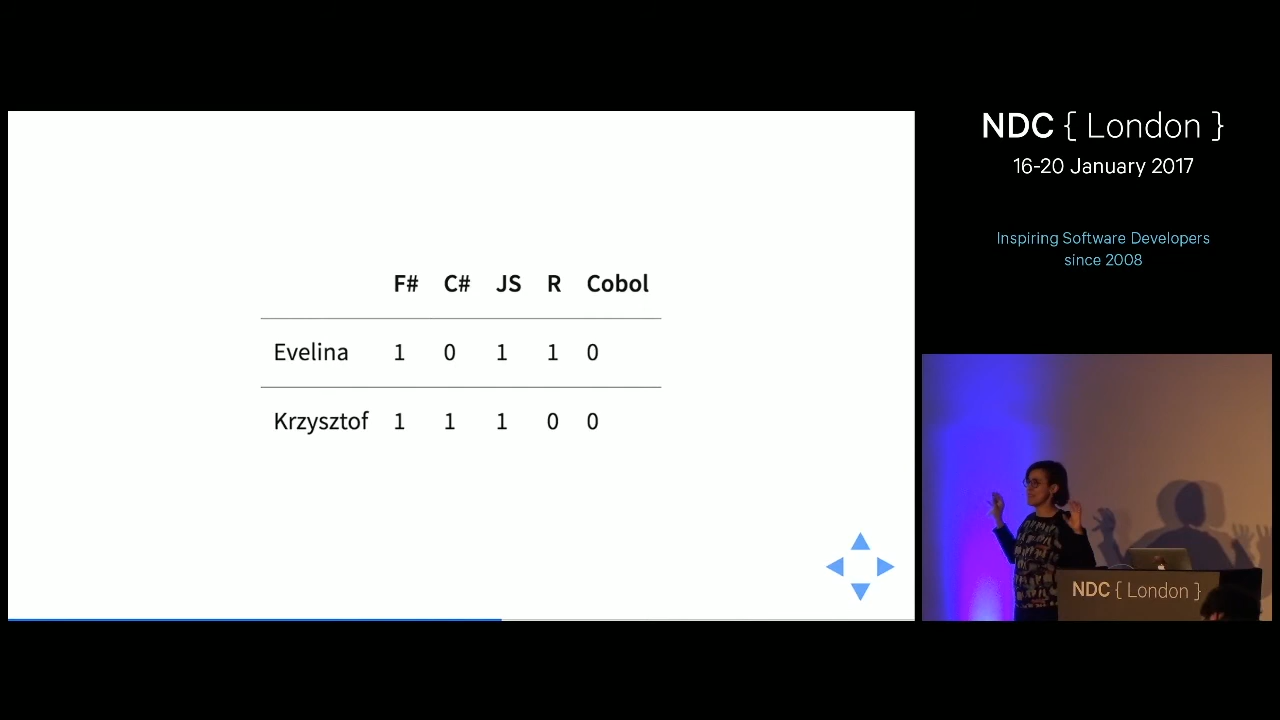 F# C# JS R Cobol
Evelina 1 0 1 1 0
Krzysztof 1 1 1 0 0
NDC { London }
16-20 January 2017
Inspiring Software Developers
since 2008
NDC { London }